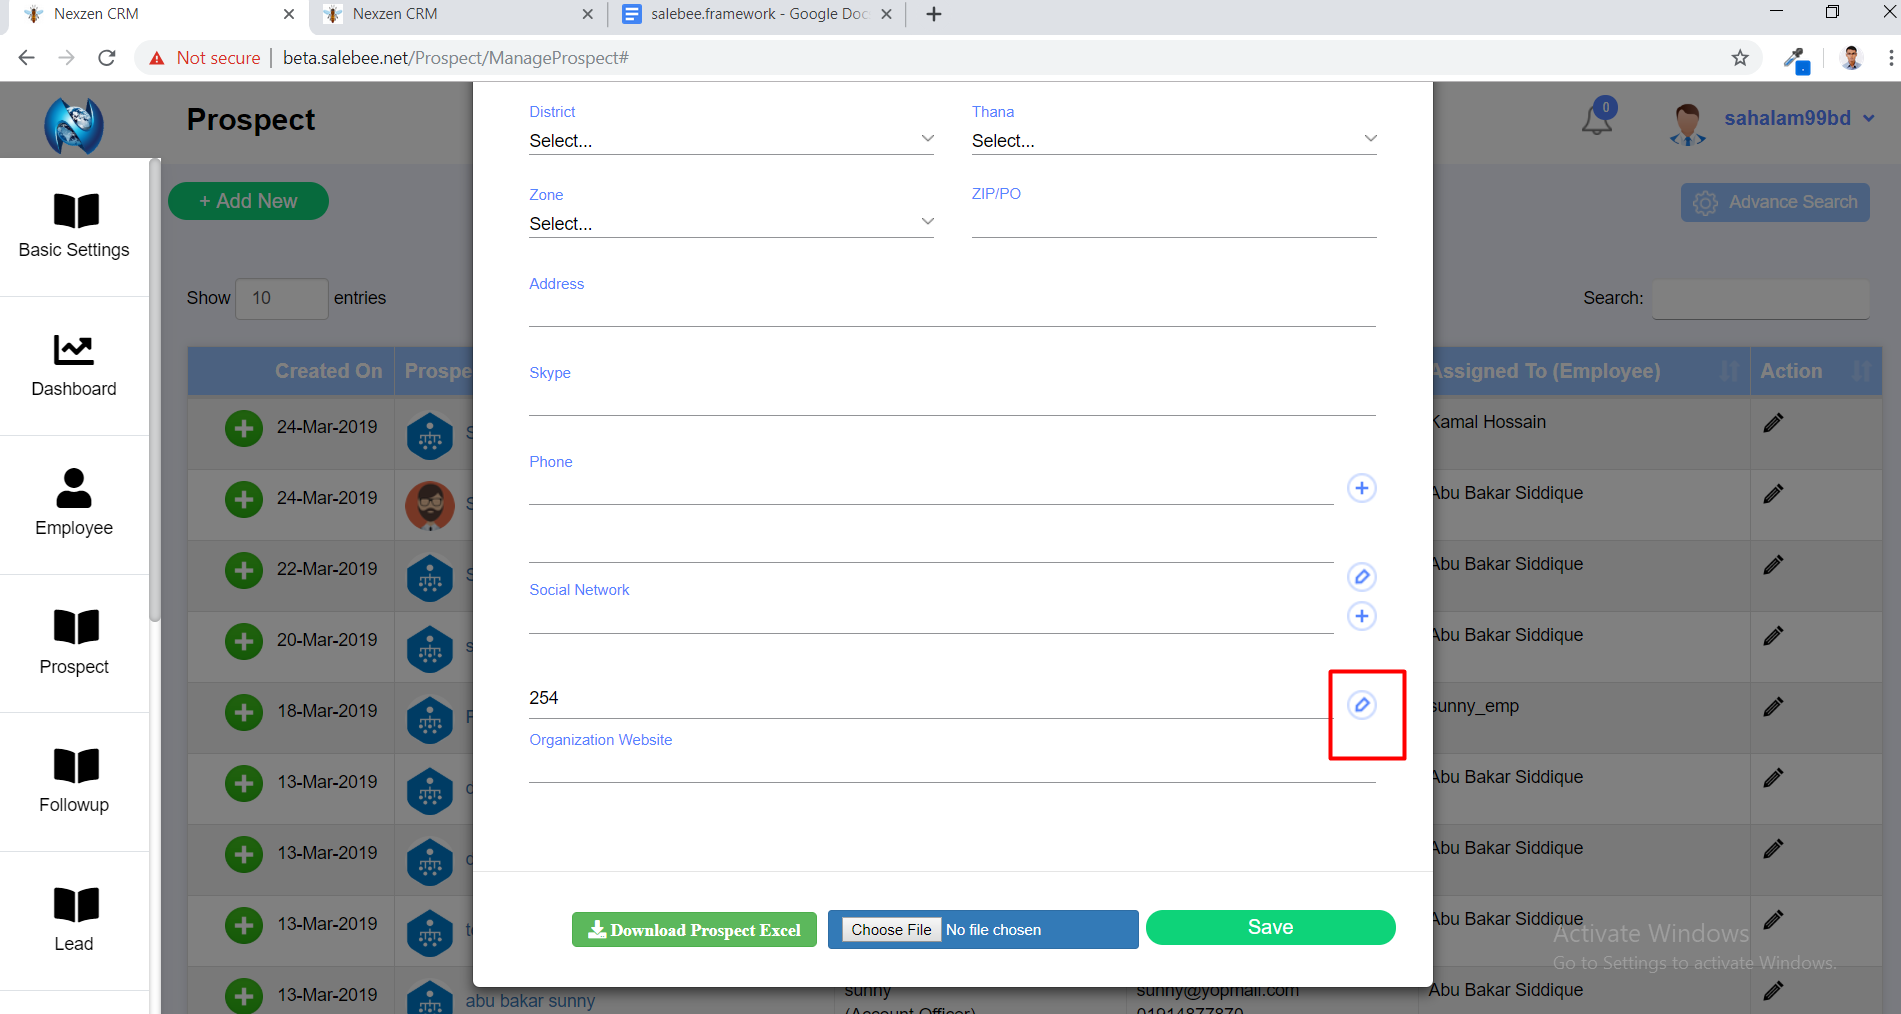 Nexzen CRM
Nexzen CRM
salebee.framework - Google Doc
Not secure
beta.salebee.net/Prospect/ManageProspect#
Prospect
0
sahalam99bd
+ Add New
Advance Search
Show 10 entries
Search:
Basic Settings
Dashboard
Employee
Prospect
Followup
Lead
Created On
Prospe
Assigned To (Employee)
Action
24-Mar-2019
Kamal Hossain
24-Mar-2019
Abu Bakar Siddique
22-Mar-2019
Abu Bakar Siddique
20-Mar-2019
Abu Bakar Siddique
18-Mar-2019
sunny_emp
13-Mar-2019
Abu Bakar Siddique
13-Mar-2019
Abu Bakar Siddique
13-Mar-2019
Abu Bakar Siddique
13-Mar-2019
abu bakar sunny
sunny
(Account Officer)
sunny@yopmail.com
01914877870
Abu Bakar Siddique
District
Select...
Thana
Select...
Zone
Select...
ZIP/PO
Address
Skype
Phone
Social Network
254
Organization Website
Download Prospect Excel
Choose File No file chosen
Save
Activate Windows
Go to Settings to activate Windows.